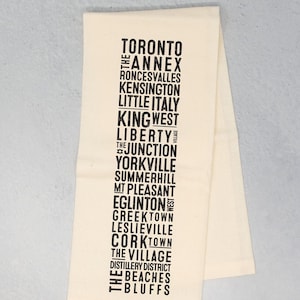 TORONTO
THE ANNEX
RONCESVALLES
KENSINGTON
LITTLE ITALY
KING WEST
LIBERTY VILLAGE
THE JUNCTION
YORKVILLE
SUMMERHILL
MT PLEASANT
EGLINTON WEST
GREEK TOWN
LESLIEVILLE
CORK TOWN
THE VILLAGE
DISTILLERY DISTRICT
THE BEACHES
BLUFFS